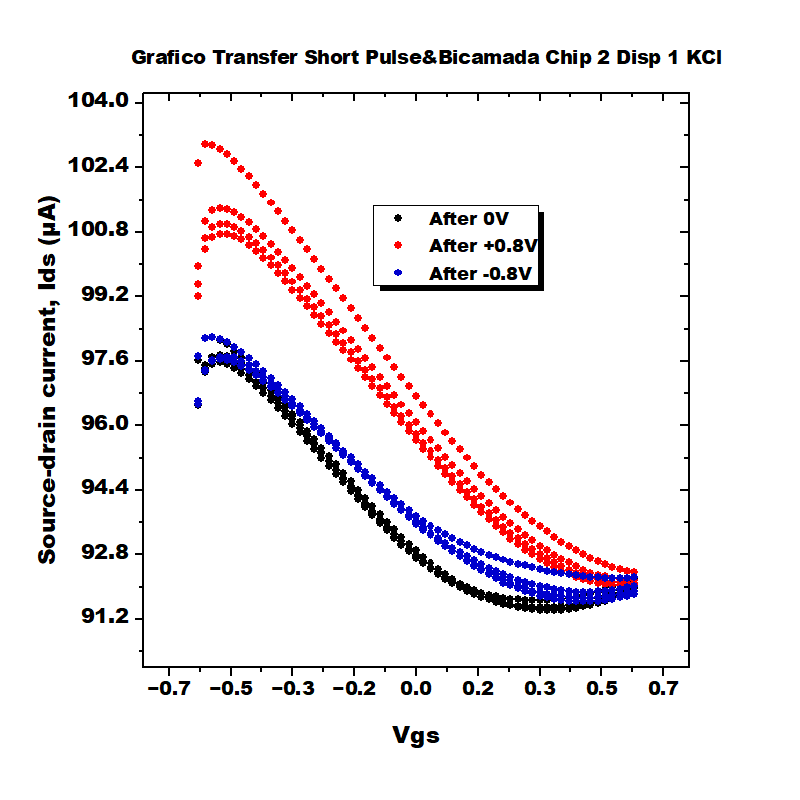 Grafico Transfer Short Pulse&Bicamada Chip 2 Disp 1 KCl
104.0
102.4
100.8
99.2
97.6
96.0
94.4
92.8
91.2
Source-drain current, Ids (µA)
After 0V
After +0.8V
After -0.8V
−0.7 −0.5 −0.3 −0.2 0.0 0.2 0.3 0.5 0.7
Vgs